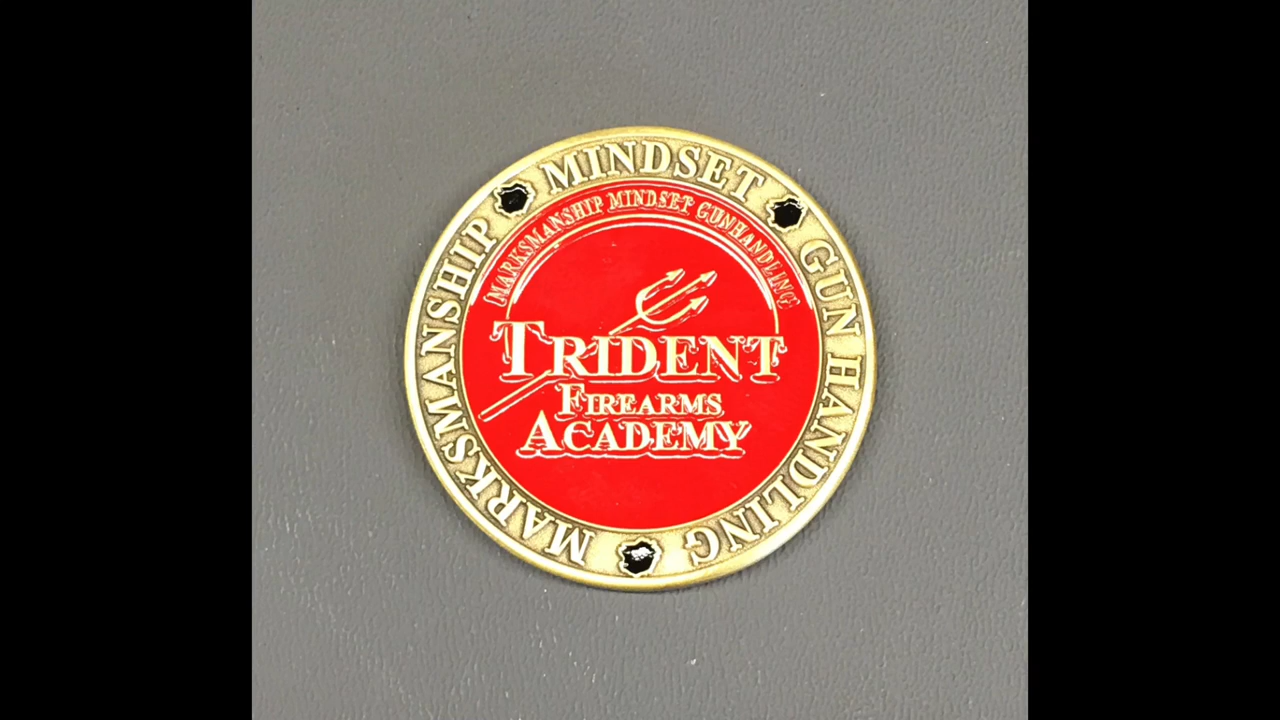 MARKSMANSHIP MINDSET GUN HANDLING
MARKSMANSHIP MINDSET GUNHANDLING
TRIDENT
FIREARMS
ACADEMY